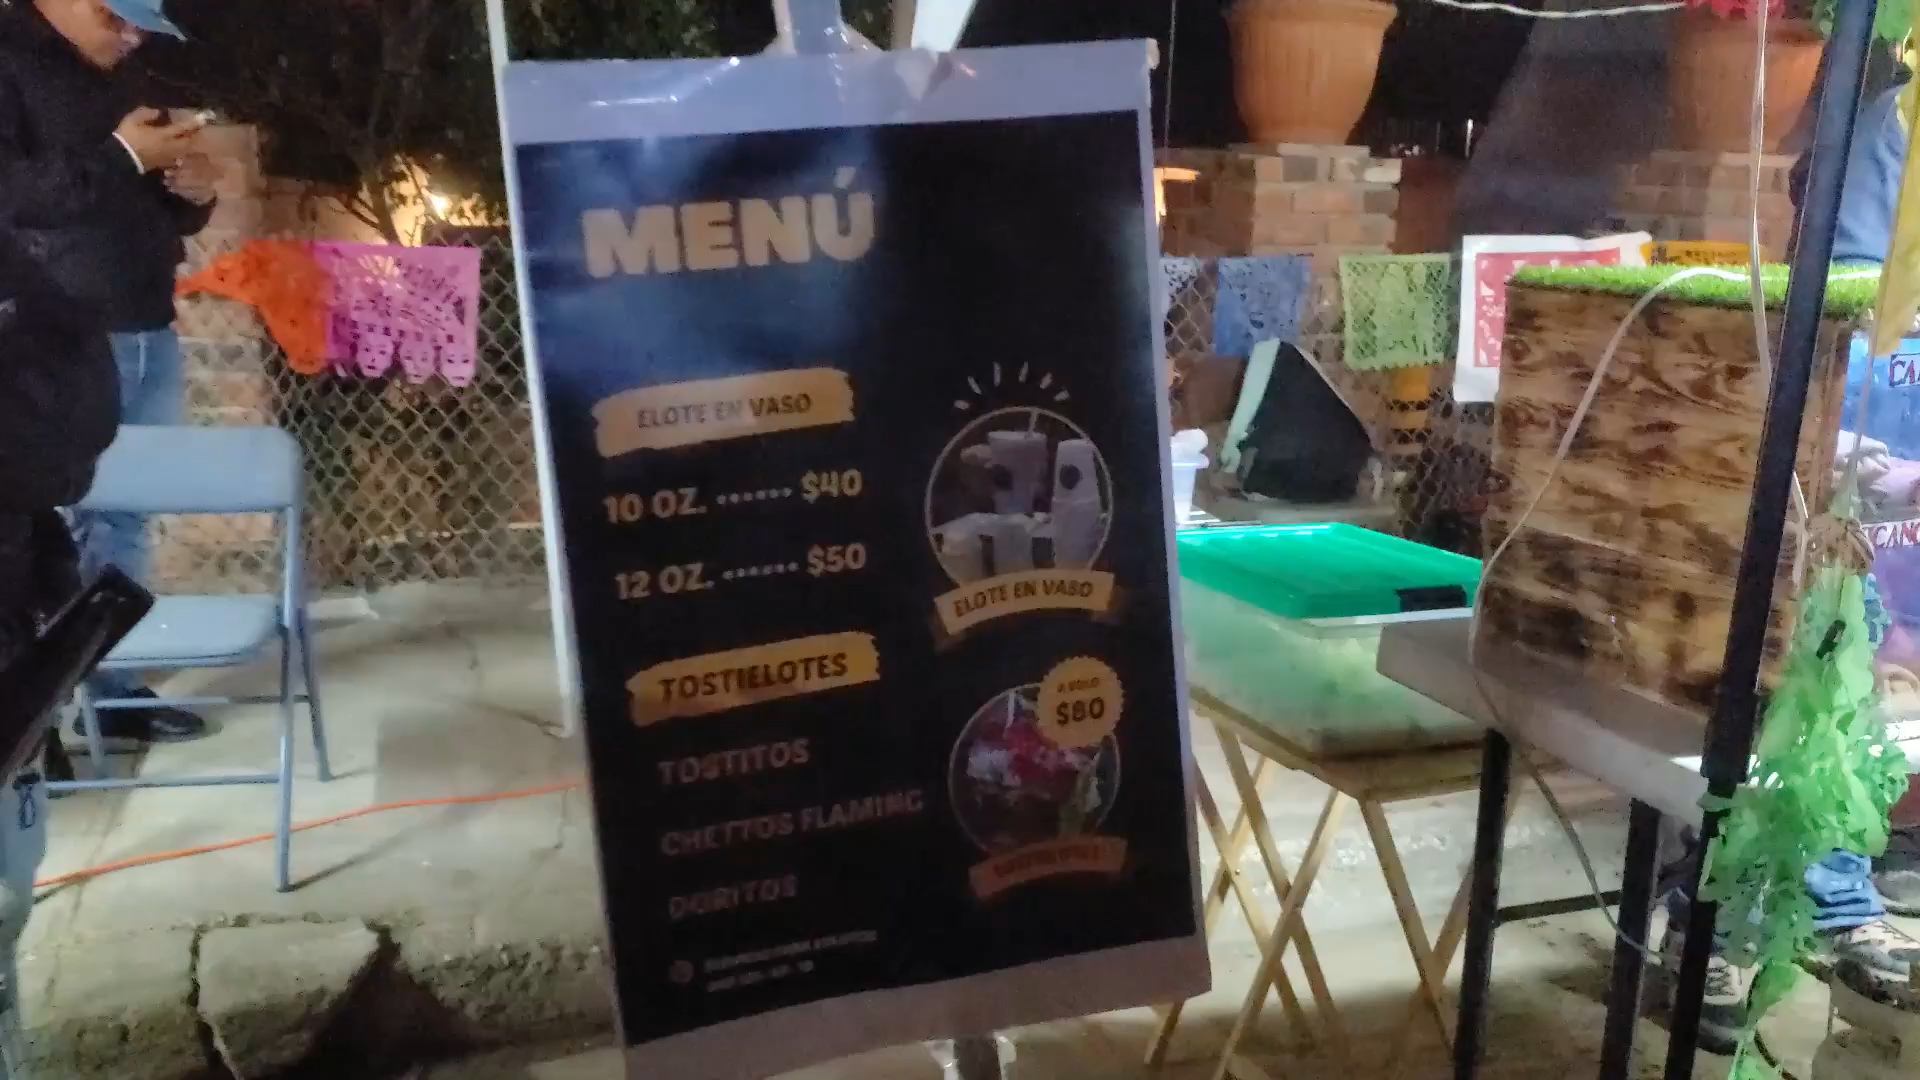 MENÚ
ELOTE EN VASO
10 OZ. ...... $40
12 OZ. ...... $50
ELOTE EN VASO
TOSTIELOTES
A SOLO
$80
TOSTITOS
CHETTOS FLAMING
DORITOS